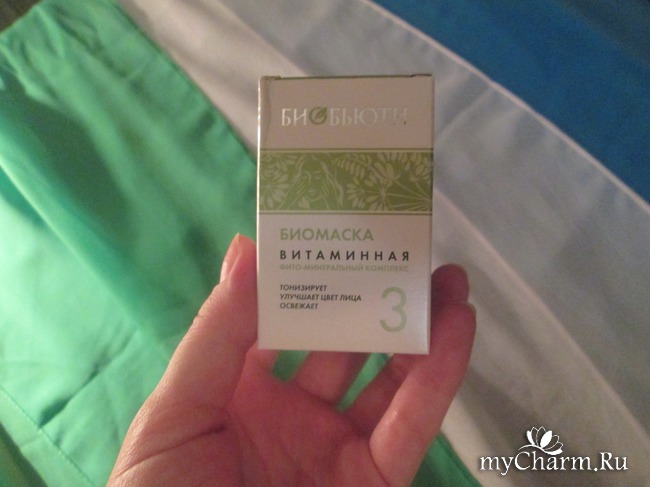 БИОБЬЮТИ
БИОМАСКА
ВИТАМИННАЯ
ФИТО-МИНЕРАЛЬНЫЙ КОМПЛЕКС
ТОНИЗИРУЕТ
УЛУЧШАЕТ ЦВЕТ ЛИЦА
ОСВЕЖАЕТ
3
myCharm.Ru